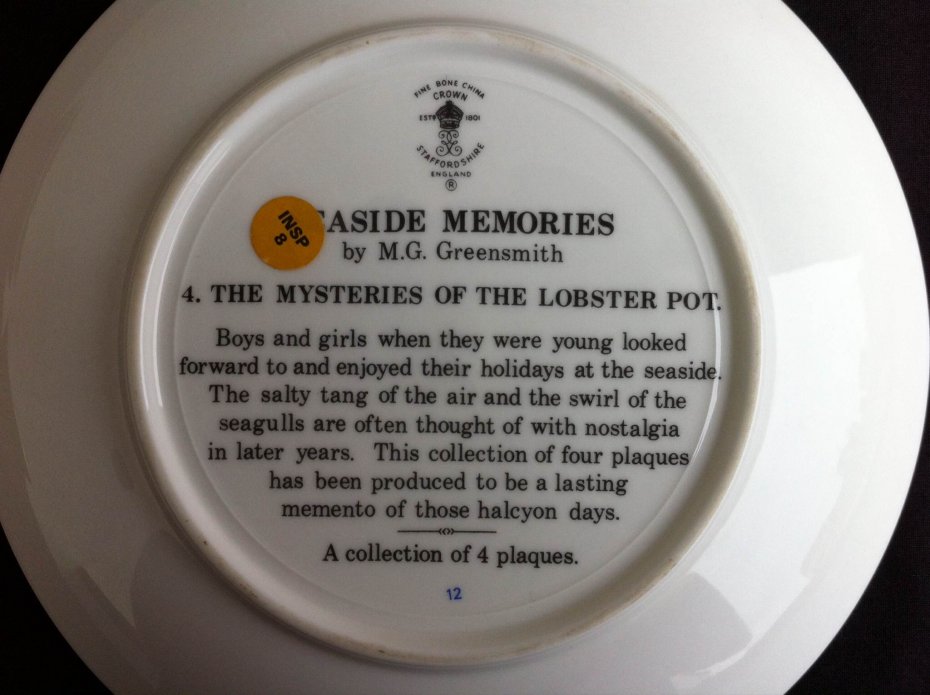 FINE BONE CHINA
CROWN
ESTD 1801
STAFFORDSHIRE
ENGLAND
®
INSP
8
ASIDE MEMORIES
by M.G. Greensmith
4. THE MYSTERIES OF THE LOBSTER POT.
Boys and girls when they were young looked
forward to and enjoyed their holidays at the seaside.
The salty tang of the air and the swirl of the
seagulls are often thought of with nostalgia
in later years. This collection of four plaques
has been produced to be a lasting
memento of those halcyon days.
A collection of 4 plaques.
12